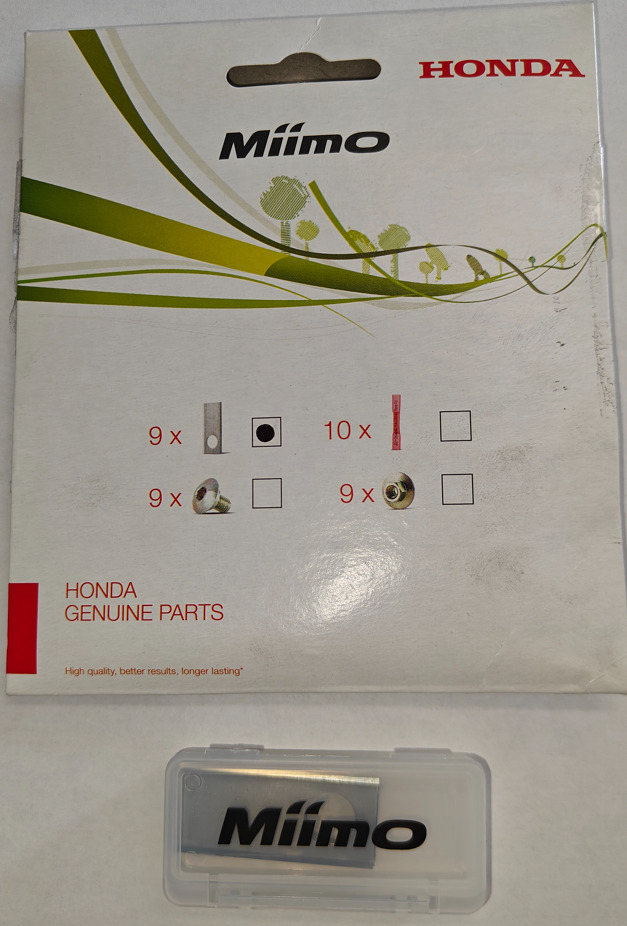 HONDA
Miimo
9 x
10 x
9 x
9 x
HONDA
GENUINE PARTS
High quality, better results, longer lasting*
Miimo